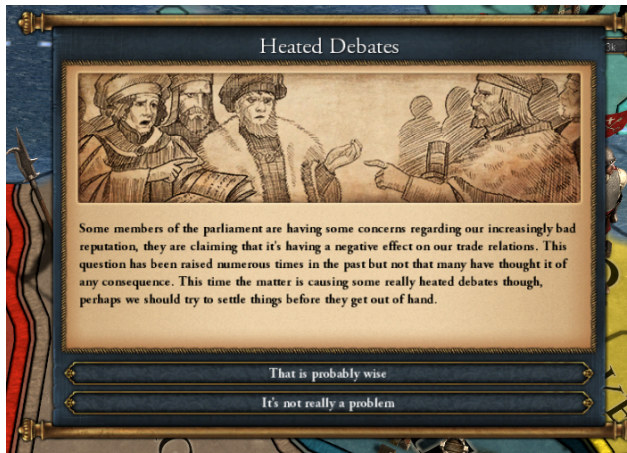 Heated Debates
3k
Some members of the parliament are having some concerns regarding our increasingly bad
reputation, they are claiming that it's having a negative effect on our trade relations. This
question has been raised numerous times in the past but not that many have thought it of
any consequence. This time the matter is causing some really heated debates though,
perhaps we should try to settle things before they get out of hand.
That is probably wise
It's not really a problem